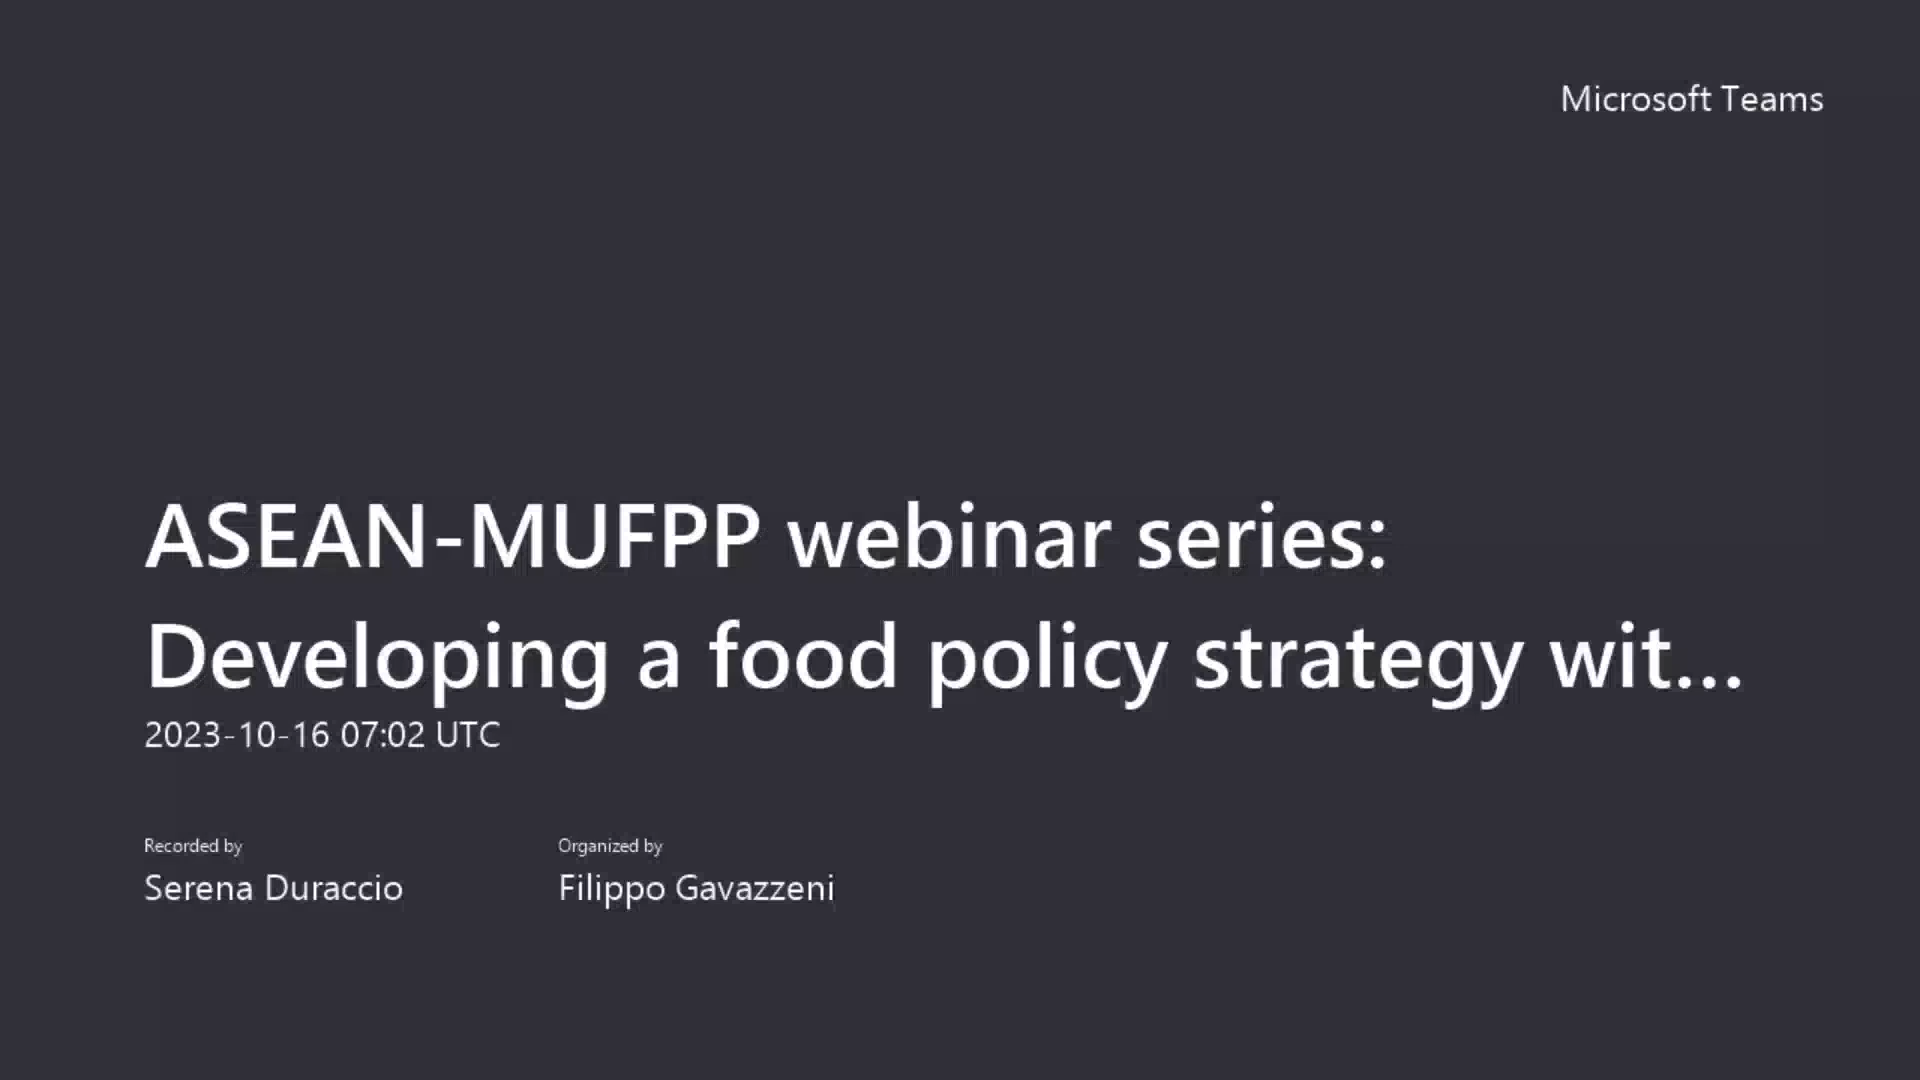 Microsoft Teams
ASEAN-MUFPP webinar series:
Developing a food policy strategy wit...
2023-10-16 07:02 UTC
Recorded by
Organized by
Serena Duraccio
Filippo Gavazzeni